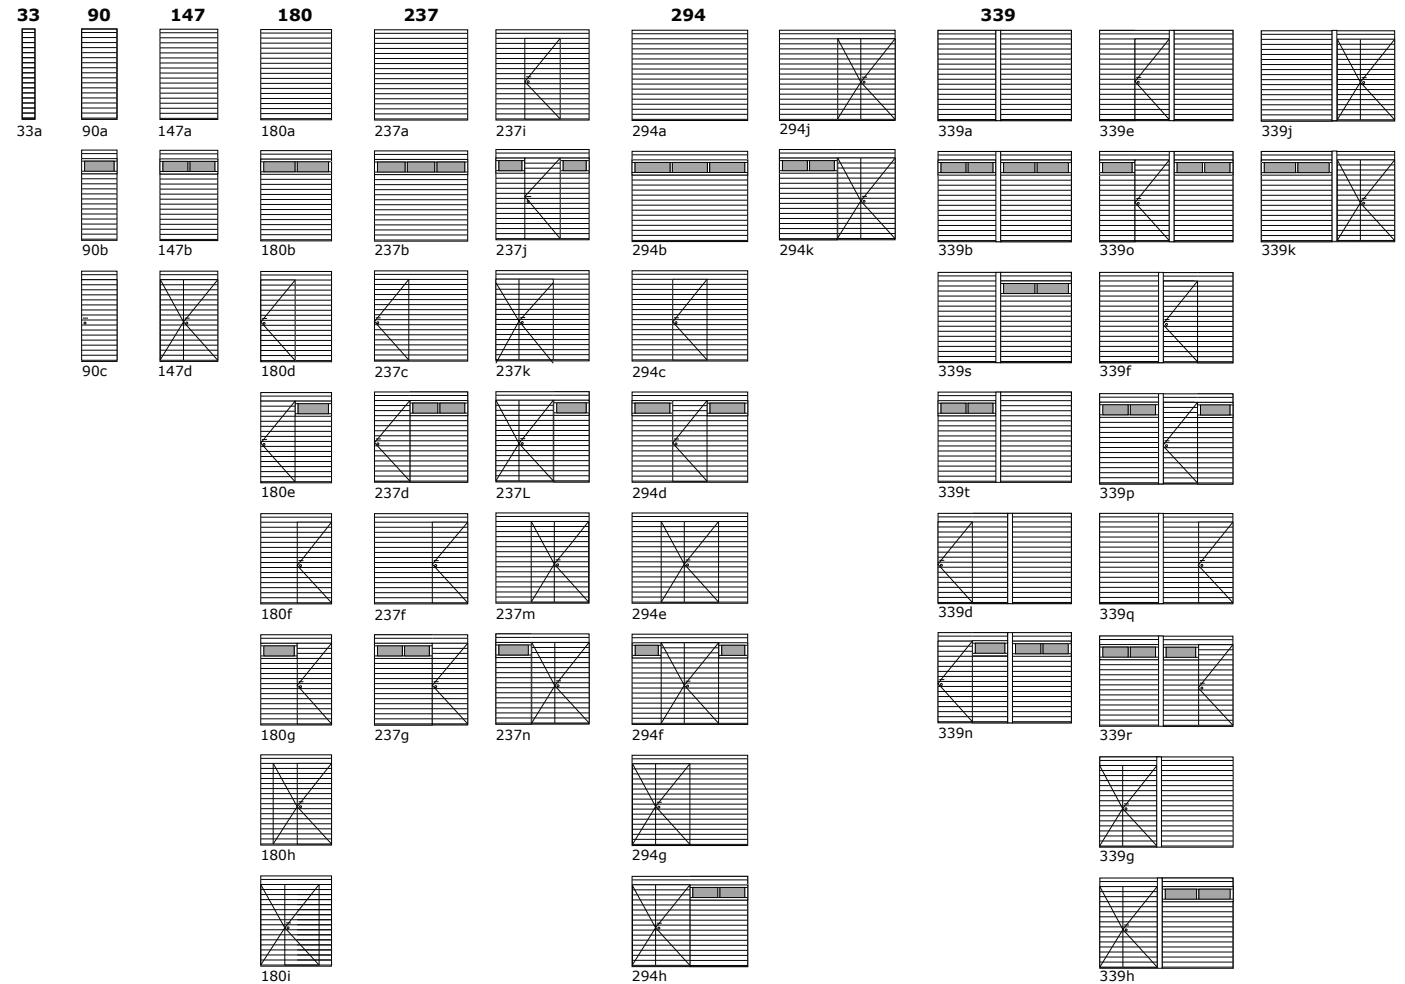 33 90 147 180 237 294 339
33a 90a 147a 180a 237a 237i 294a 294j 339a 339e 339j
90b 147b 180b 237b 237j 294b 294k 339b 339o 339k
90c 147d 180d 237c 237k 294c 339s 339f
180e 237d 237L 294d 339t 339p
180f 237f 237m 294e 339d 339q
180g 237g 237n 294f 339n 339r
180h 294g 339g
180i 294h 339h